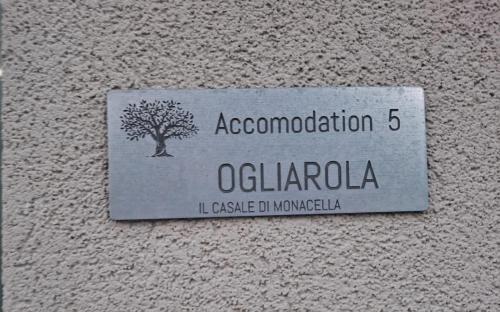 Accomodation 5
OGLIAROLA
IL CASALE DI MONACELLA